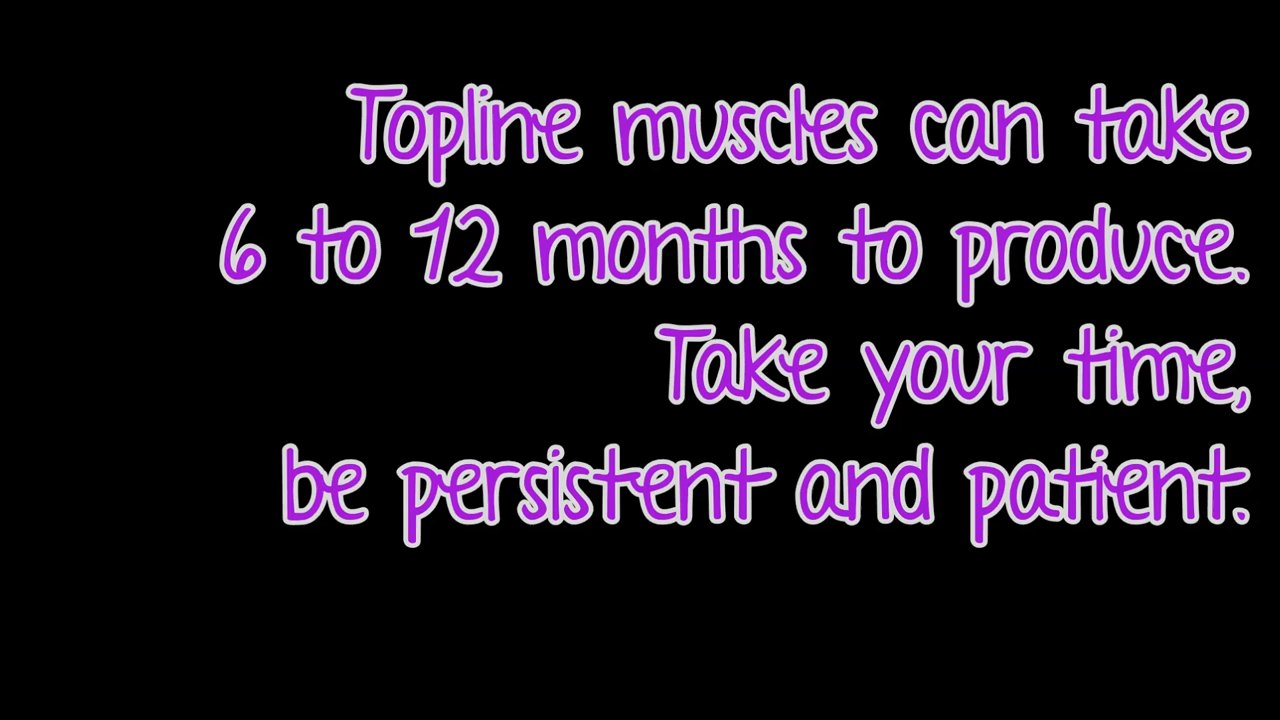 Topline muscles can take
6 to 12 months to produce.
Take your time,
be persistent and patient.